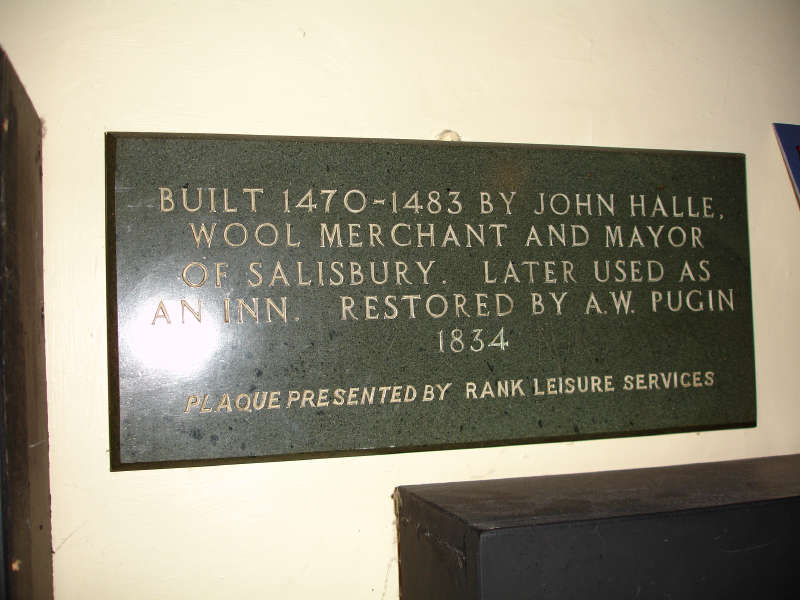 BUILT 1470-1483 BY JOHN HALLE,
WOOL MERCHANT AND MAYOR
OF SALISBURY. LATER USED AS
AN INN. RESTORED BY A.W. PUGIN
1834
PLAQUE PRESENTED BY RANK LEISURE SERVICES